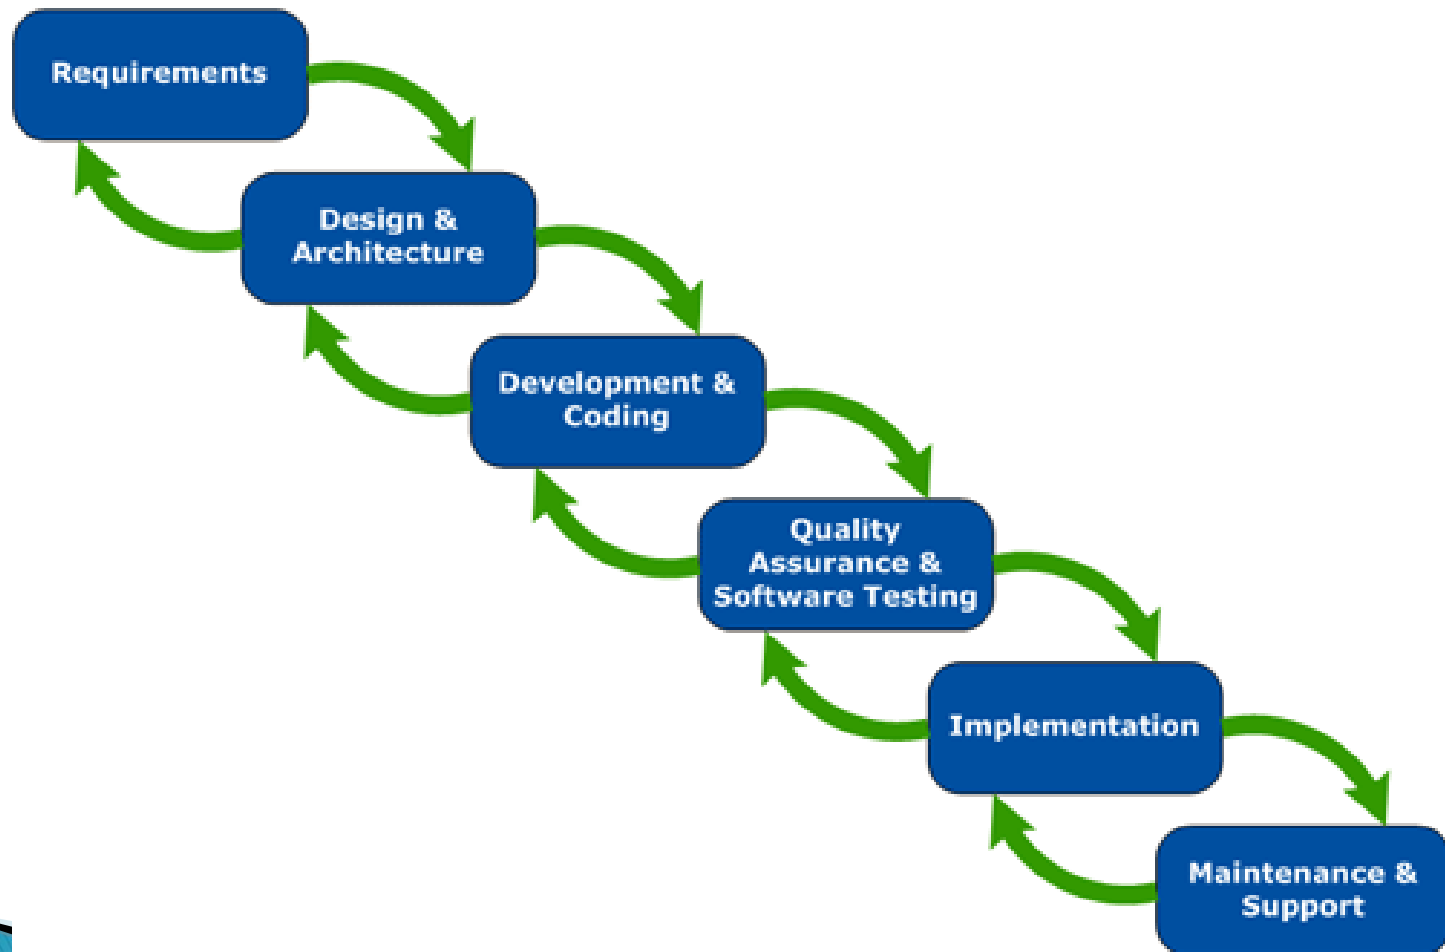 Requirements
Design &
Architecture
Development &
Coding
Quality
Assurance &
Software Testing
Implementation
Maintenance &
Support